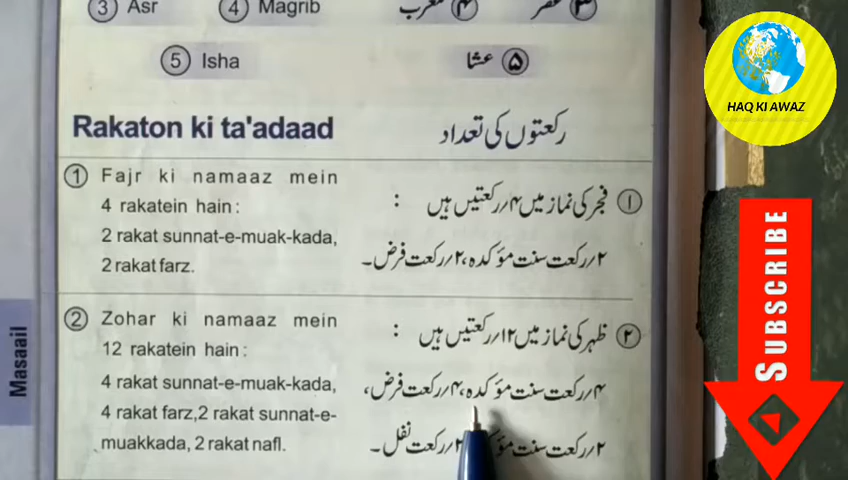 ③ Asr ④ Magrib ④ مغرب ③ عصر
⑤ Isha ۵ عشا
Rakaton ki ta'adaad رکعتوں کی تعداد
① Fajr ki namaaz mein
4 rakatein hain:
2 rakat sunnat-e-muak-kada,
2 rakat farz.
۱ فجر کی نماز میں ۴/رکعتیں ہیں :
۲/رکعت سنت مؤکدہ، ۲/رکعت فرض۔
② Zohar ki namaaz mein
12 rakatein hain:
4 rakat sunnat-e-muak-kada,
4 rakat farz,2 rakat sunnat-e-
muakkada, 2 rakat nafl.
۲ ظہر کی نماز میں ۱۲/رکعتیں ہیں :
۴/رکعت سنت مؤکدہ، ۴/رکعت فرض،
۲/رکعت سنت ۲/رکعت نفل۔
Masaail
HAQ KI AWAZ
SUBSCRIBE